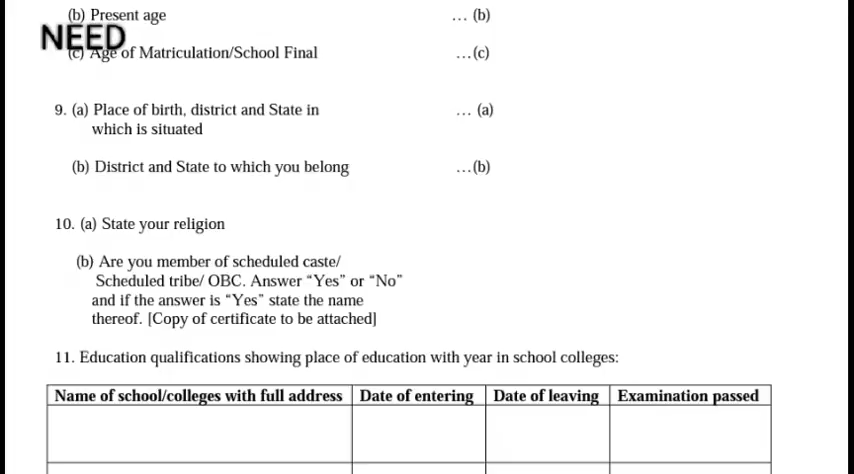 (b) Present age ... (b)
NEED
(c) Age of Matriculation/School Final ...(c)
9. (a) Place of birth, district and State in ... (a)
which is situated
(b) District and State to which you belong ...(b)
10. (a) State your religion
(b) Are you member of scheduled caste/
Scheduled tribe/ OBC. Answer “Yes” or “No”
and if the answer is “Yes” state the name
thereof. [Copy of certificate to be attached]
11. Education qualifications showing place of education with year in school colleges:
Name of school/colleges with full address Date of entering Date of leaving Examination passed